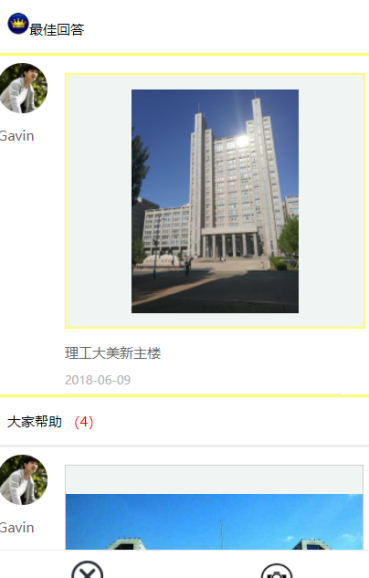 最佳回答
Gavin
理工大美新主楼
2018-06-09
大家帮助 （4）
Gavin